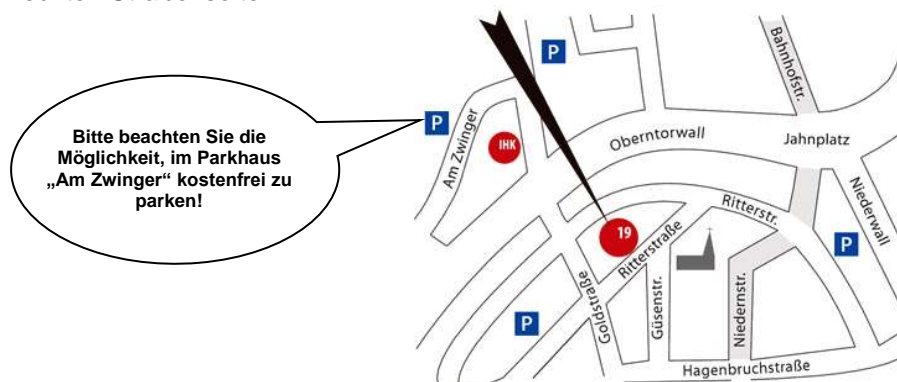 Bitte beachten Sie die
Möglichkeit, im Parkhaus
„Am Zwinger“ kostenfrei zu
parken!
P
P
P
IHK
Am Zwinger
Oberntorwall
Bahnhofstr.
Jahnplatz
Niederwall
19
Ritterstraße
Ritterstr.
P
P
Goldstraße
Güsenstr.
Niedernstr.
Hagenbruchstraße